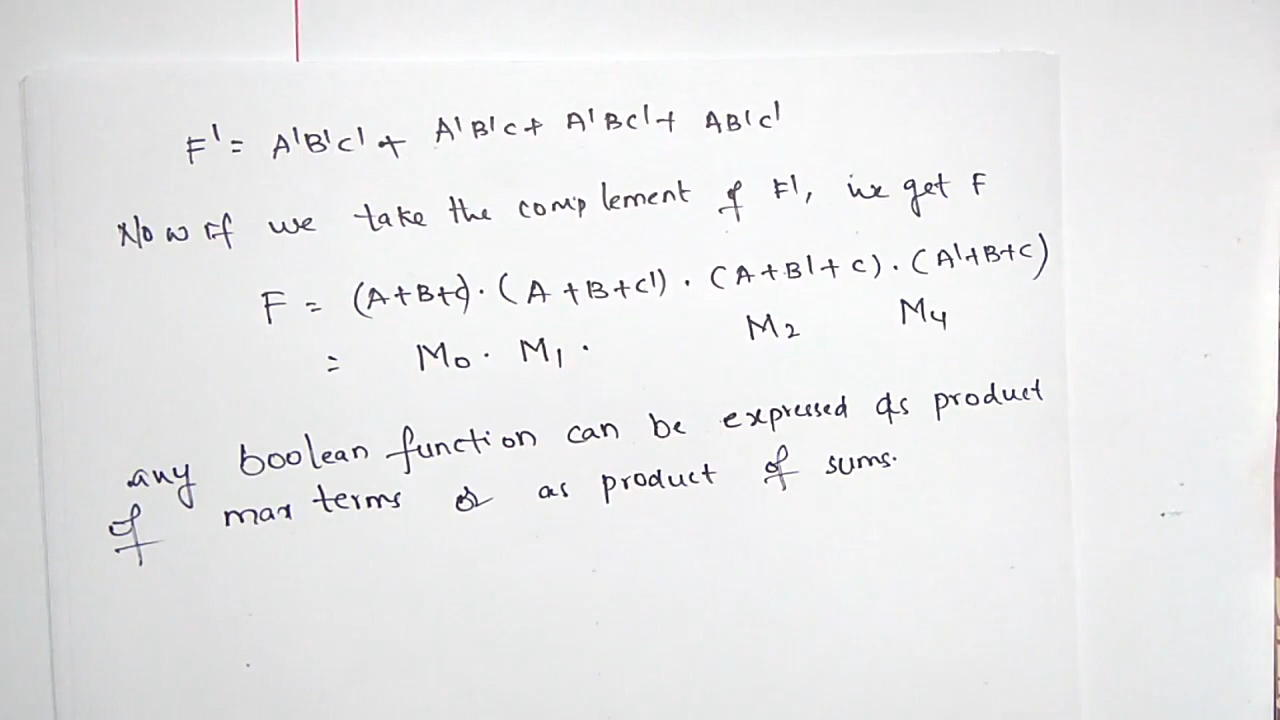 F' = A'B'C' + A'B'C + A'BC' + AB'C'
Now if we take the complement of F', we get F
F = (A+B+C).(A+B+C').(A+B'+C).(A'+B+C)
= M0. M1. M2 M4
any boolean function can be expressed as product
of max terms or as product of sums.